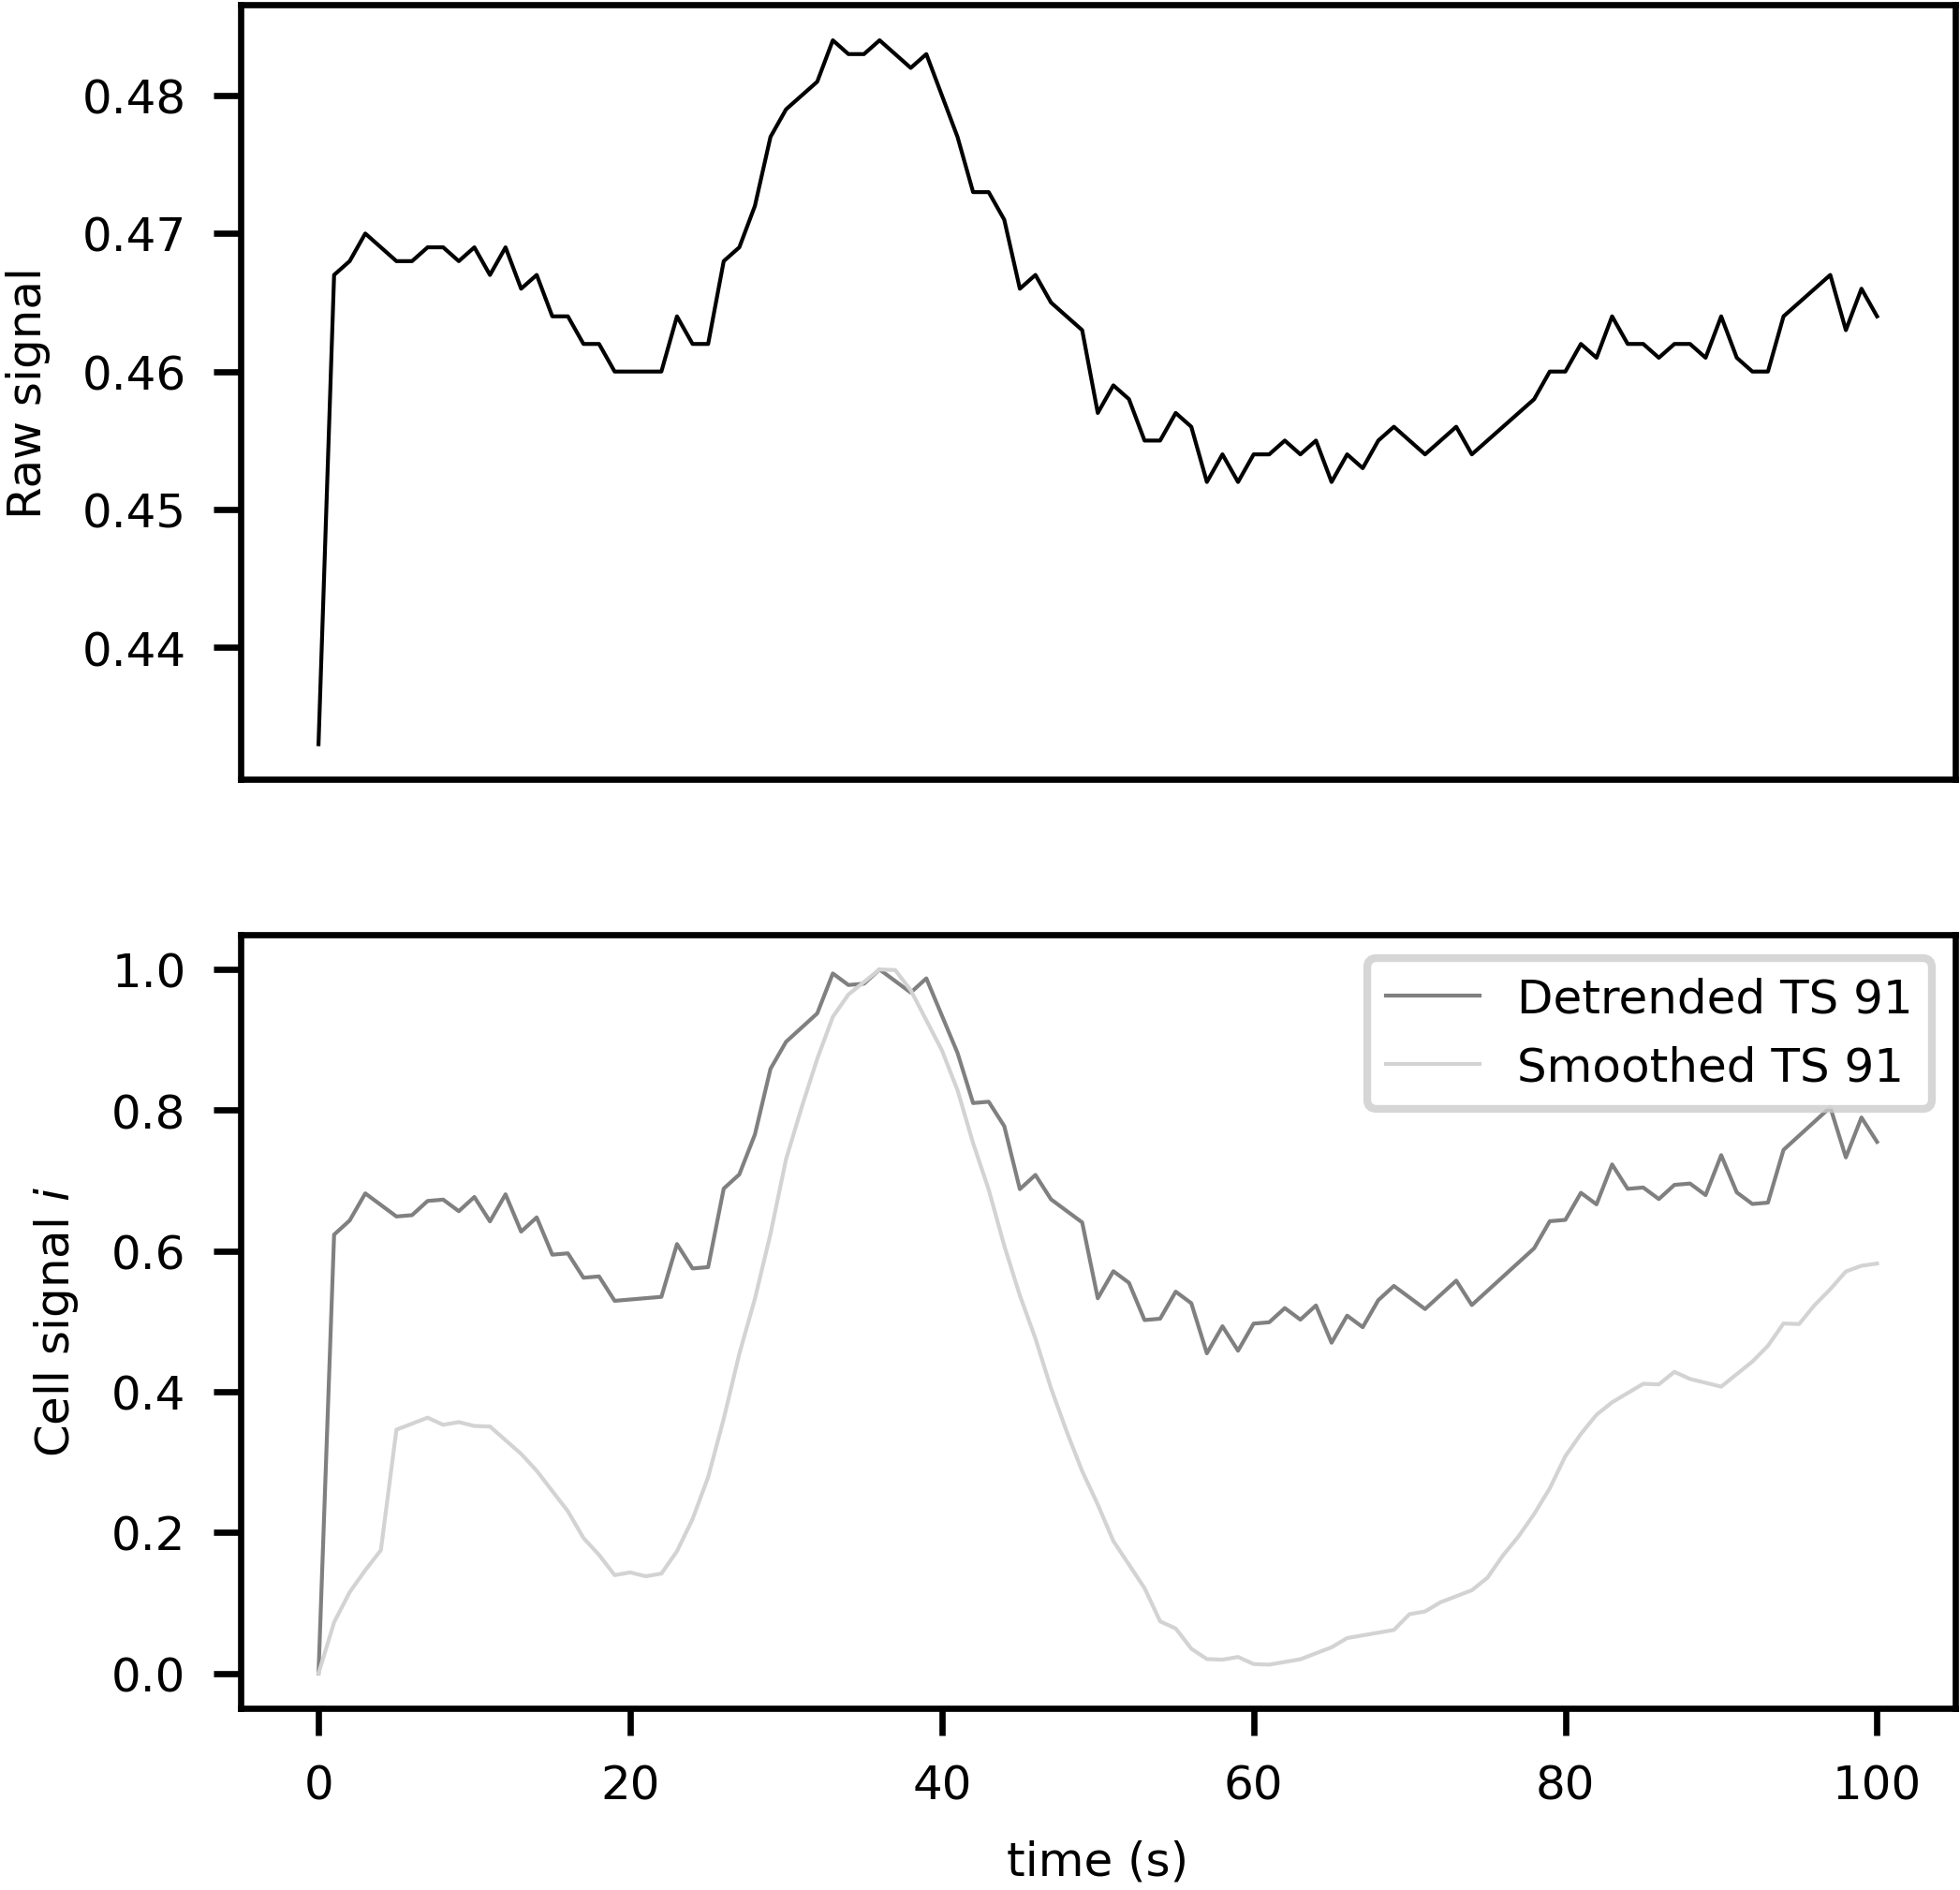 Raw signal
0.48
0.47
0.46
0.45
0.44
Cell signal i
1.0
0.8
0.6
0.4
0.2
0.0
Detrended TS 91
Smoothed TS 91
0 20 40 60 80 100
time (s)